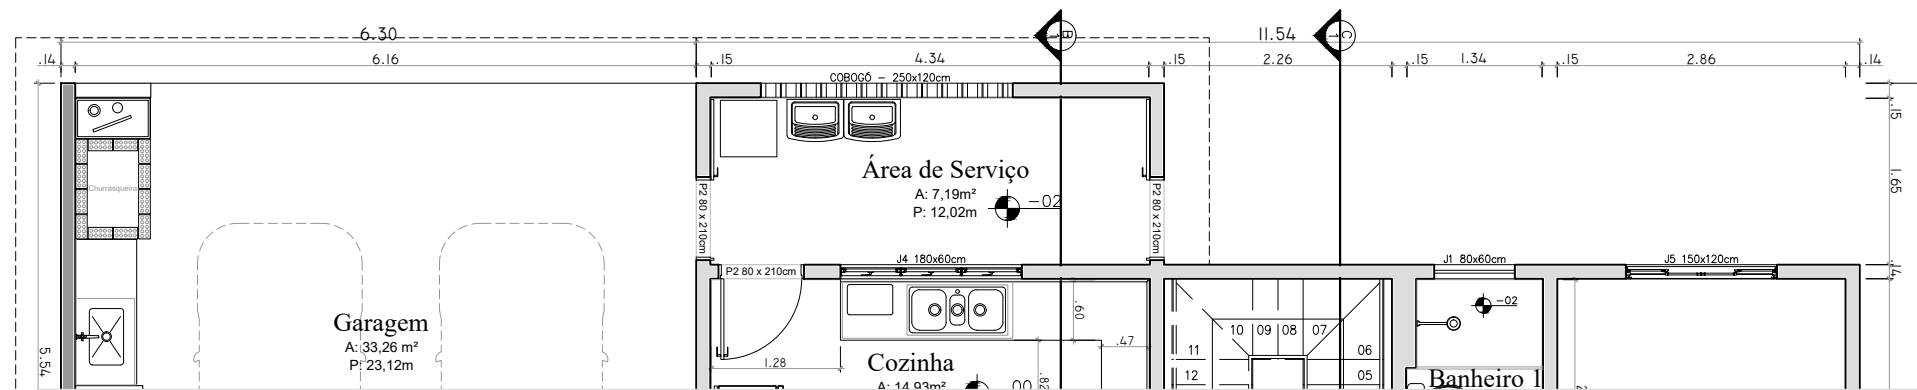 6.30
11.54
B
1
C
1
.14
6.16
.15
4.34
.15
2.26
.15
1.34
.15
2.86
.14
COBOGÓ - 250x120cm
.15
Churrasqueira
Área de Serviço
A: 7,19m²
P: 12,02m
-02
P2 80 x 210cm
P2 80 x 210cm
1.65
P2 80 x 210cm
J4 180x60cm
J1 80x60cm
J5 150x120cm
.14
-02
Garagem
A: 33,26 m²
P: 23,12m
5.54
.60
.47
1.28
Cozinha
A: 14,93m²
00
.82
10
09
08
07
11
06
12
05
Banheiro 1